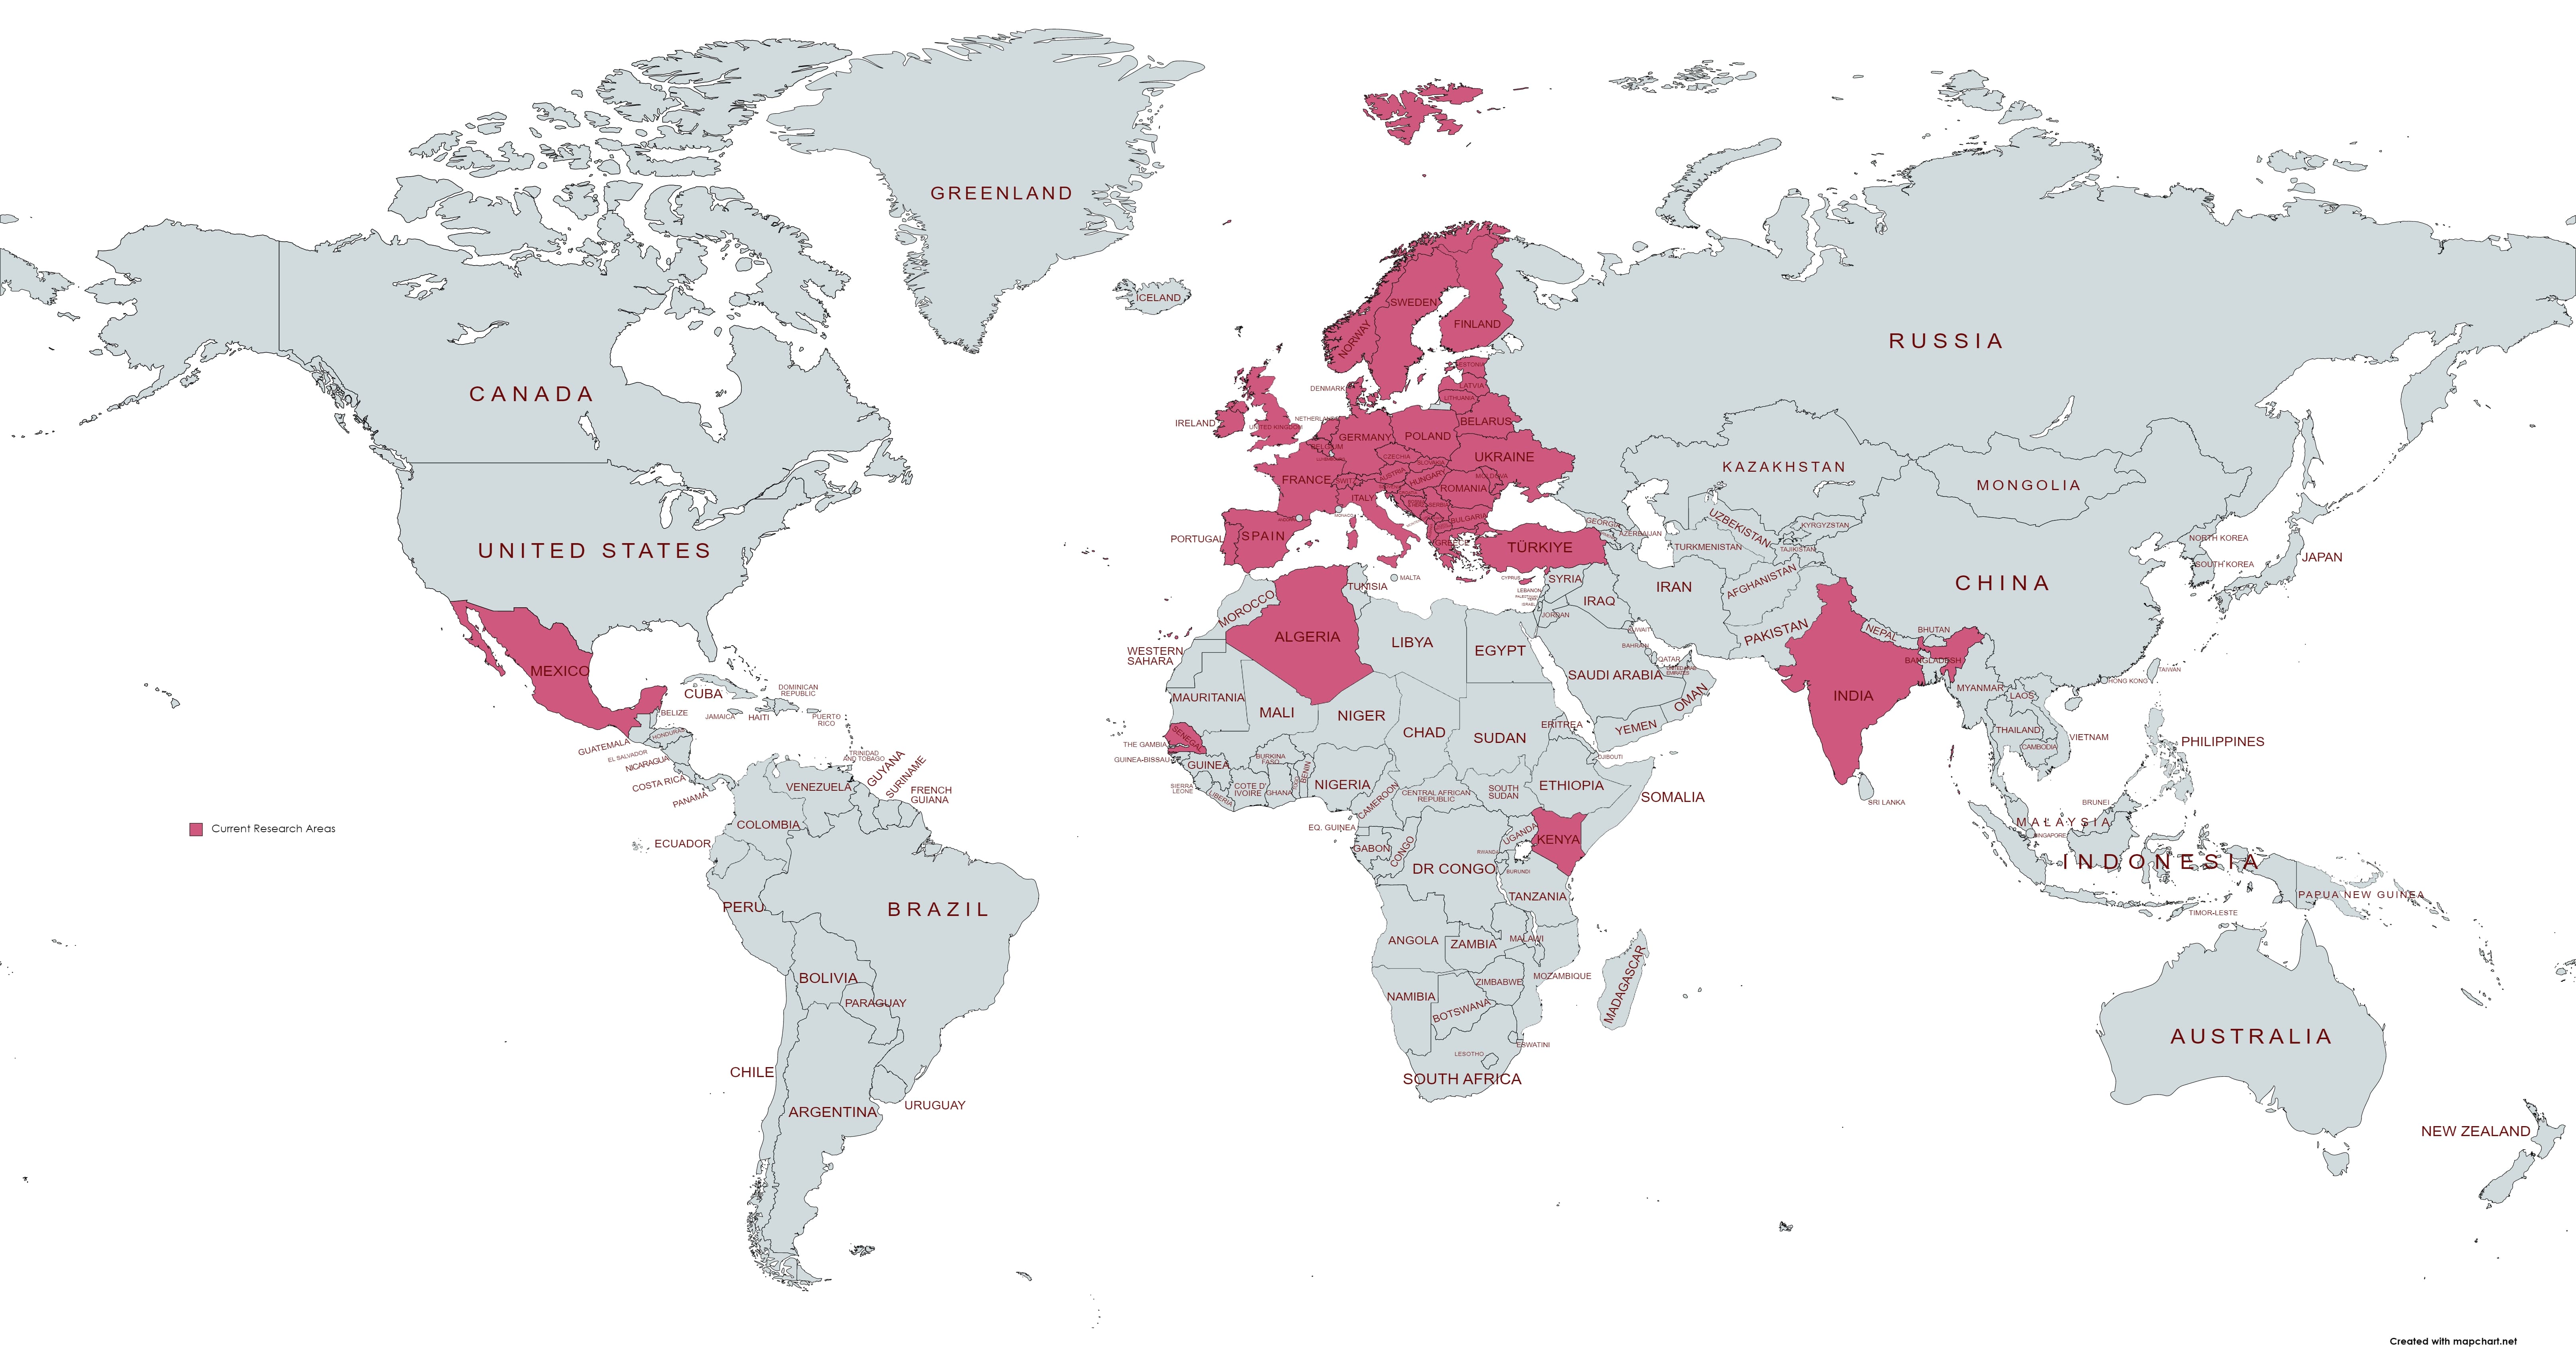 GREENLAND
ICELAND
CANADA
UNITED STATES
MEXICO
CUBA
DOMINICAN
REPUBLIC
BELIZE
JAMAICA
HAITI
PUERTO
RICO
GUATEMALA
HONDURAS
EL SALVADOR
NICARAGUA
COSTA RICA
PANAMA
TRINIDAD
AND TOBAGO
VENEZUELA
GUYANA
SURINAME
FRENCH
GUIANA
COLOMBIA
ECUADOR
PERU
BRAZIL
BOLIVIA
PARAGUAY
CHILE
ARGENTINA
URUGUAY
Current Research Areas
NORWAY
SWEDEN
FINLAND
ESTONIA
LATVIA
LITHUANIA
DENMARK
IRELAND
UNITED KINGDOM
NETHERLANDS
BELGIUM
GERMANY
POLAND
BELARUS
UKRAINE
CZECHIA
AUSTRIA
HUNGARY
MOLDOVA
ROMANIA
FRANCE
ITALY
MONACO
BULGARIA
GREECE
PORTUGAL
SPAIN
MALTA
TÜRKIYE
CYPRUS
RUSSIA
KAZAKHSTAN
MONGOLIA
GEORGIA
AZERBAIJAN
UZBEKISTAN
KYRGYZSTAN
TURKMENISTAN
TAJIKISTAN
SYRIA
LEBANON
ISRAEL
JORDAN
IRAQ
IRAN
AFGHANISTAN
PAKISTAN
KUWAIT
BAHRAIN
QATAR
UNITED ARAB
EMIRATES
SAUDI ARABIA
OMAN
YEMEN
CHINA
NORTH KOREA
SOUTH KOREA
JAPAN
NEPAL
BHUTAN
BANGLADESH
INDIA
SRI LANKA
MYANMAR
LAOS
THAILAND
CAMBODIA
VIETNAM
HONG KONG
TAIWAN
PHILIPPINES
BRUNEI
MALAYSIA
SINGAPORE
INDONESIA
PAPUA NEW GUINEA
TIMOR-LESTE
AUSTRALIA
NEW ZEALAND
MOROCCO
ALGERIA
TUNISIA
LIBYA
EGYPT
WESTERN
SAHARA
MAURITANIA
MALI
NIGER
CHAD
SUDAN
ERITREA
DJIBOUTI
SENEGAL
THE GAMBIA
GUINEA-BISSAU
GUINEA
SIERRA
LEONE
LIBERIA
COTE D'
IVOIRE
BURKINA
FASO
GHANA
BENIN
NIGERIA
CAMEROON
CENTRAL AFRICAN
REPUBLIC
SOUTH
SUDAN
ETHIOPIA
SOMALIA
EQ. GUINEA
GABON
CONGO
DR CONGO
UGANDA
KENYA
RWANDA
BURUNDI
TANZANIA
ANGOLA
ZAMBIA
MALAWI
MOZAMBIQUE
ZIMBABWE
NAMIBIA
BOTSWANA
MADAGASCAR
ESWATINI
LESOTHO
SOUTH AFRICA
Created with mapchart.net